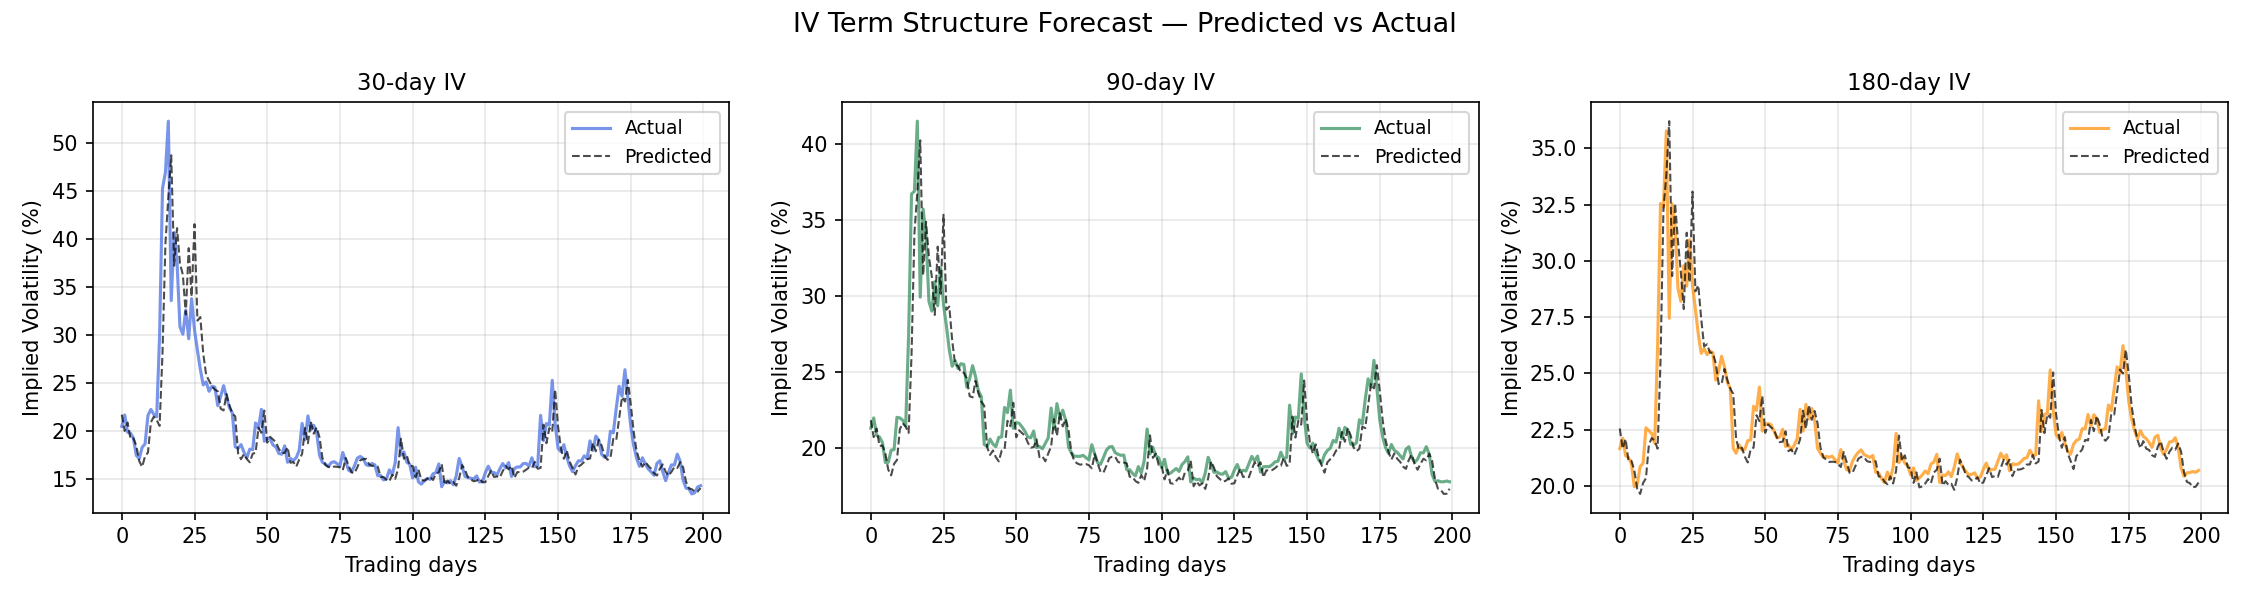 IV Term Structure Forecast — Predicted vs Actual
30-day IV
Implied Volatility (%)
50
45
40
35
30
25
20
15
0 25 50 75 100 125 150 175 200
Trading days
Actual
Predicted
90-day IV
Implied Volatility (%)
40
35
30
25
20
0 25 50 75 100 125 150 175 200
Trading days
Actual
Predicted
180-day IV
Implied Volatility (%)
35.0
32.5
30.0
27.5
25.0
22.5
20.0
0 25 50 75 100 125 150 175 200
Trading days
Actual
Predicted